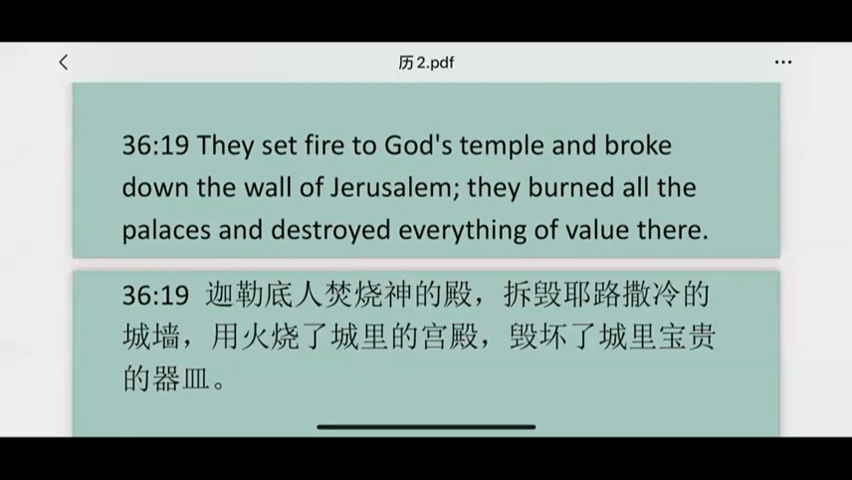 历2.pdf
36:19 They set fire to God's temple and broke
down the wall of Jerusalem; they burned all the
palaces and destroyed everything of value there.
36:19 迦勒底人焚烧神的殿，拆毁耶路撒冷的
城墙，用火烧了城里的宫殿，毁坏了城里宝贵
的器皿。